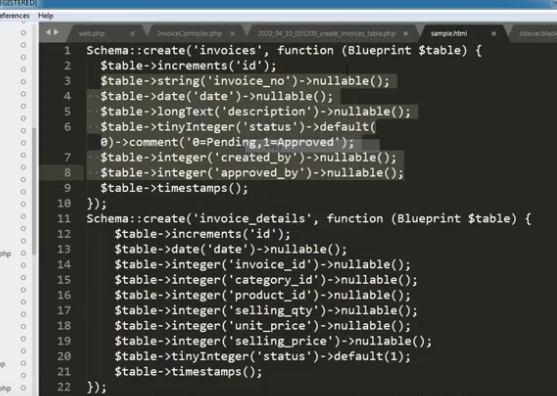 GISTERED)
eferences Help
web.php × InvoiceController.php × 2020_04_10_055209_create_invoices_table.php sample.html × sidevar.blade
1 Schema::create('invoices', function (Blueprint $table) {
2 $table->increments('id');
3 $table->string('invoice_no')->nullable();
4 $table->date('date')->nullable();
5 $table->longText('description')->nullable();
6 $table->tinyInteger('status')->default(
0)->comment('0=Pending,1=Approved');
7 $table->integer('created_by')->nullable();
8 $table->integer('approved_by')->nullable();
9 $table->timestamps();
10 });
11 Schema::create('invoice_details', function (Blueprint $table) {
12 $table->increments('id');
13 $table->date('date')->nullable();
14 $table->integer('invoice_id')->nullable();
15 $table->integer('category_id')->nullable();
16 $table->integer('product_id')->nullable();
17 $table->integer('selling_qty')->nullable();
18 $table->integer('unit_price')->nullable();
19 $table->integer('selling_price')->nullable();
20 $table->tinyInteger('status')->default(1);
21 $table->timestamps();
22 });
php
p
php